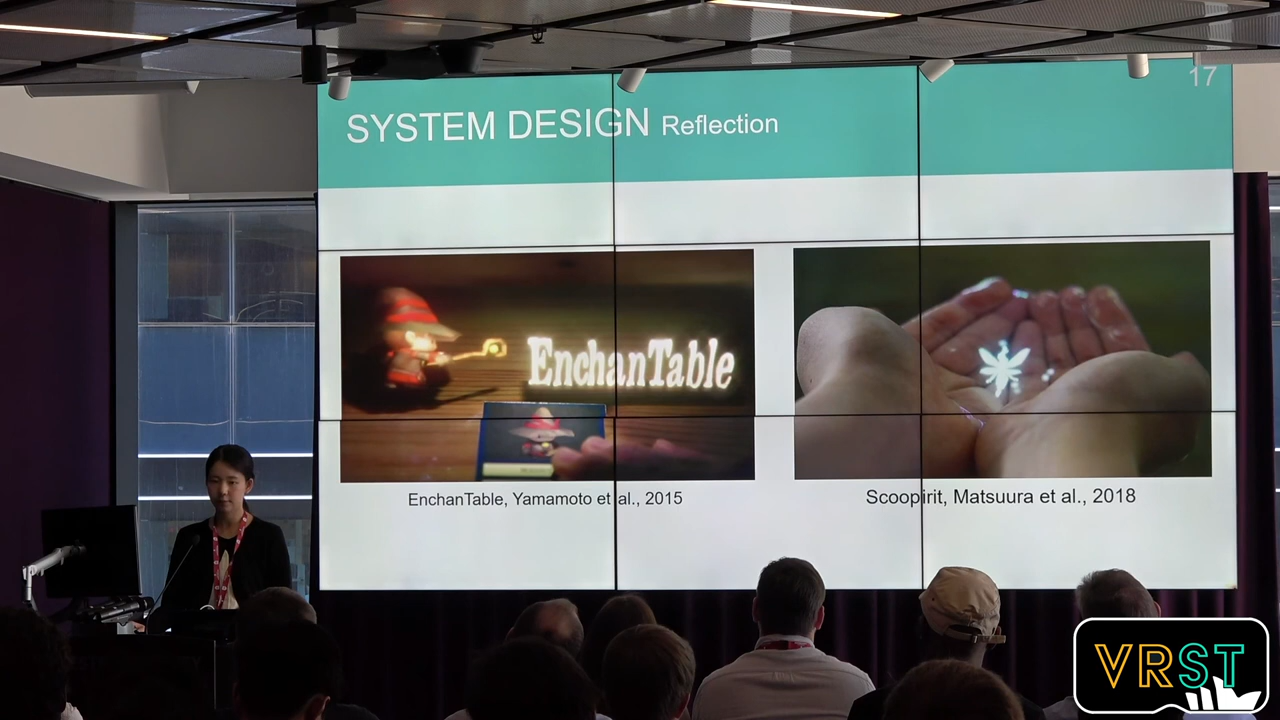 17
SYSTEM DESIGN Reflection
EnchanTable
EnchanTable, Yamamoto et al., 2015
Scoopirit, Matsuura et al., 2018
VRST